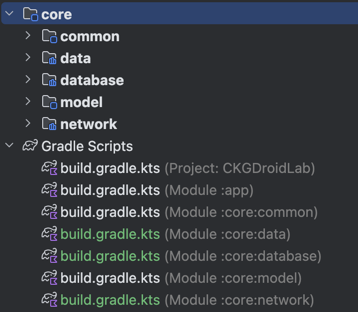 core
common
data
database
model
network
Gradle Scripts
build.gradle.kts (Project: CKGDroidLab)
build.gradle.kts (Module :app)
build.gradle.kts (Module :core:common)
build.gradle.kts (Module :core:data)
build.gradle.kts (Module :core:database)
build.gradle.kts (Module :core:model)
build.gradle.kts (Module :core:network)